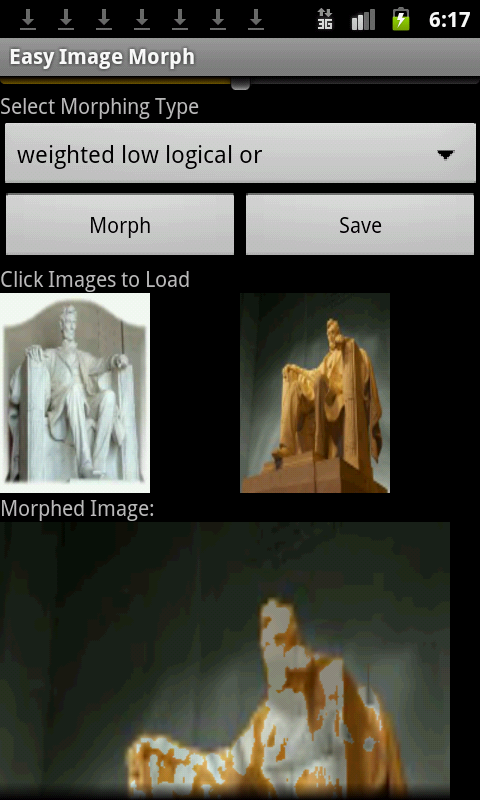 3G 6:17
Easy Image Morph
Select Morphing Type
weighted low logical or
Morph Save
Click Images to Load
Morphed Image: